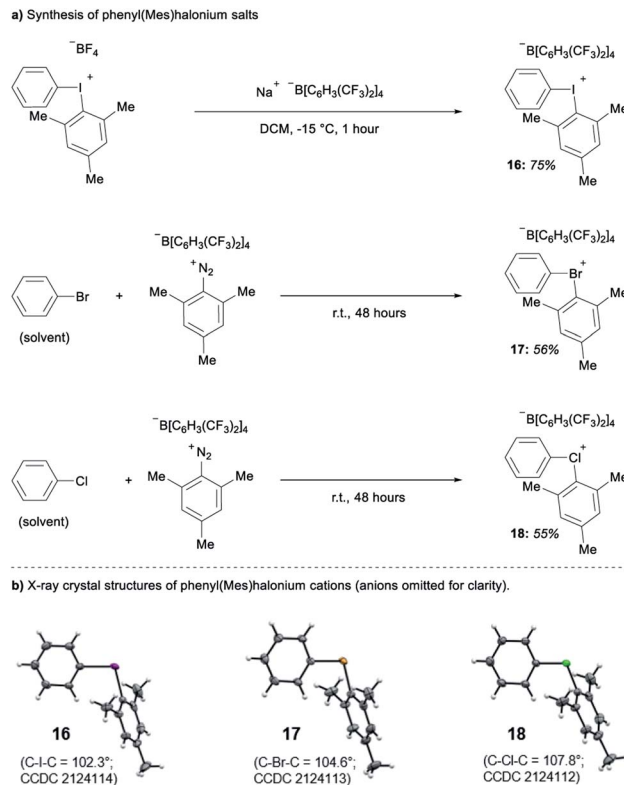 a) Synthesis of phenyl(Mes)halonium salts
⁻BF₄
I⁺
Me
Me
Me
Na⁺ ⁻B[C₆H₃(CF₃)₂]₄
DCM, -15 °C, 1 hour
⁻B[C₆H₃(CF₃)₂]₄
I⁺
Me
Me
16: 75%
Me
Br
(solvent)
+
⁻B[C₆H₃(CF₃)₂]₄
⁺N₂
Me
Me
Me
r.t., 48 hours
⁻B[C₆H₃(CF₃)₂]₄
Br⁺
Me
Me
17: 56%
Me
Cl
(solvent)
+
⁻B[C₆H₃(CF₃)₂]₄
⁺N₂
Me
Me
Me
r.t., 48 hours
⁻B[C₆H₃(CF₃)₂]₄
Cl⁺
Me
Me
18: 55%
Me
b) X-ray crystal structures of phenyl(Mes)halonium cations (anions omitted for clarity).
16
(C-I-C = 102.3°;
CCDC 2124114)
17
(C-Br-C = 104.6°;
CCDC 2124113)
18
(C-Cl-C = 107.8°;
CCDC 2124112)